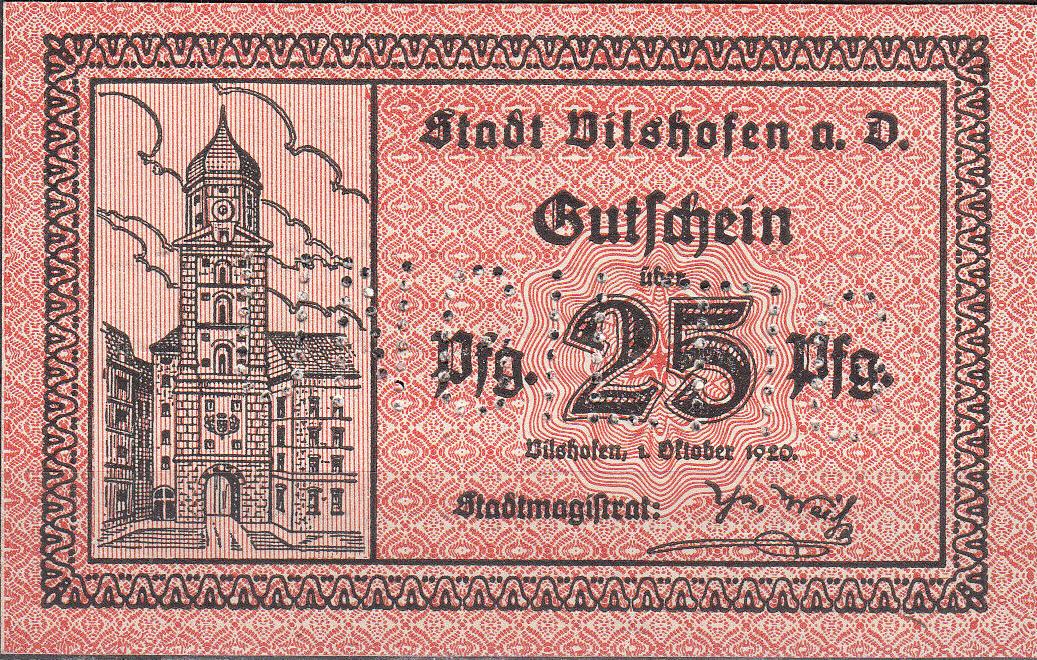 Stadt Vilshofen a. D.
Gutschein
über
Pfg. 25 Pfg.
Vilshofen, 1. Oktober 1920.
Stadtmagistrat: